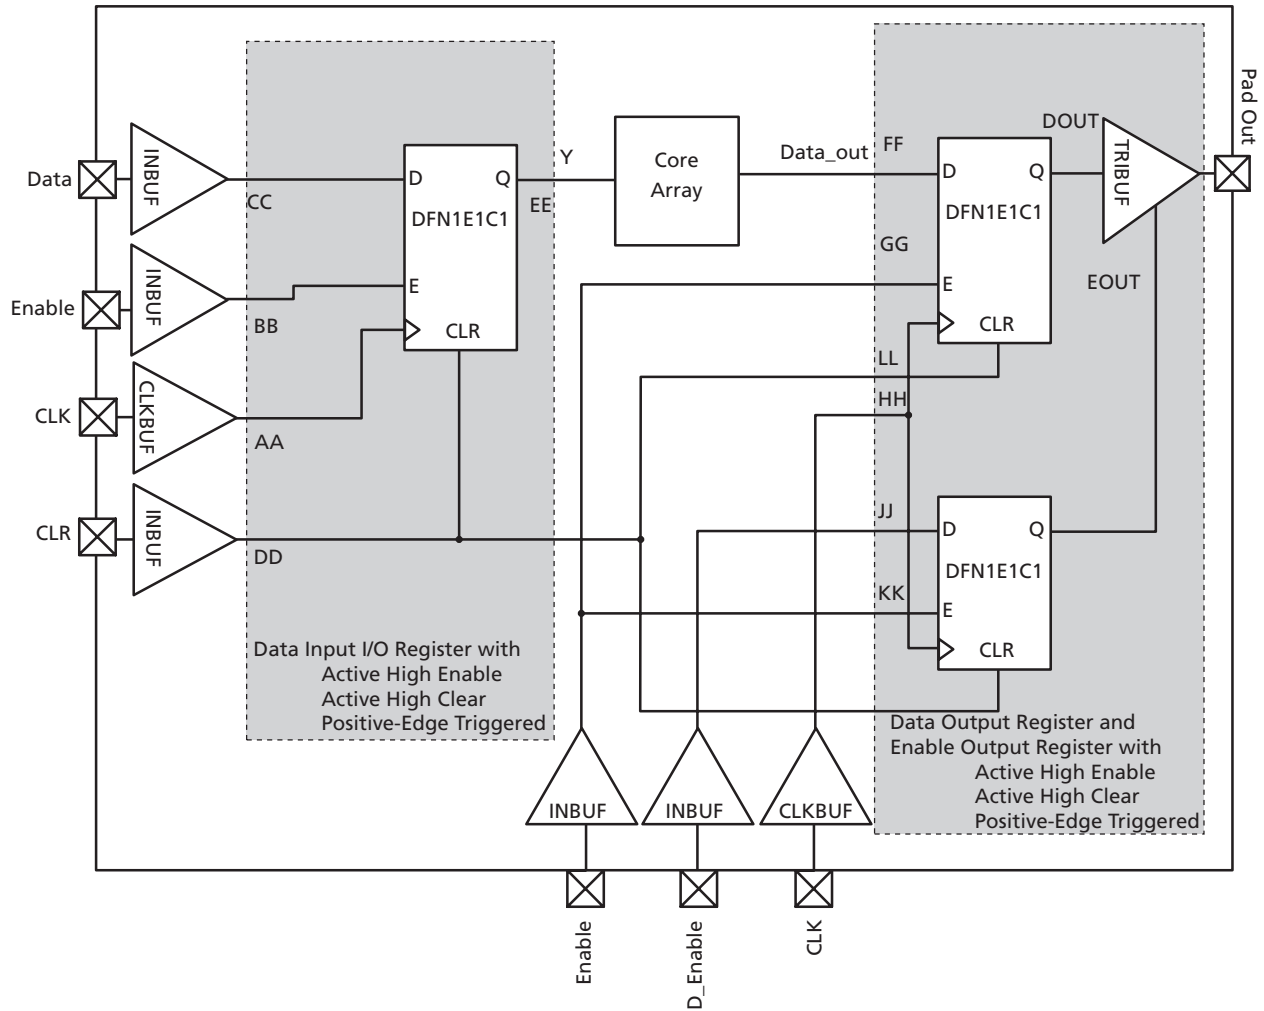 Pad Out
DOUT
TRIBUF
INBUF
Data
CC
D
Q
DFN1E1C1
E
CLR
Y
EE
Core
Array
Data_out
FF
D
Q
DFN1E1C1
GG
E
CLR
EOUT
INBUF
Enable
BB
CLKBUF
CLK
AA
LL
HH
INBUF
CLR
DD
JJ
D
Q
DFN1E1C1
KK
E
CLR
Data Input I/O Register with
Active High Enable
Active High Clear
Positive-Edge Triggered
Data Output Register and
Enable Output Register with
Active High Enable
Active High Clear
Positive-Edge Triggered
INBUF
INBUF
CLKBUF
Enable
D_Enable
CLK